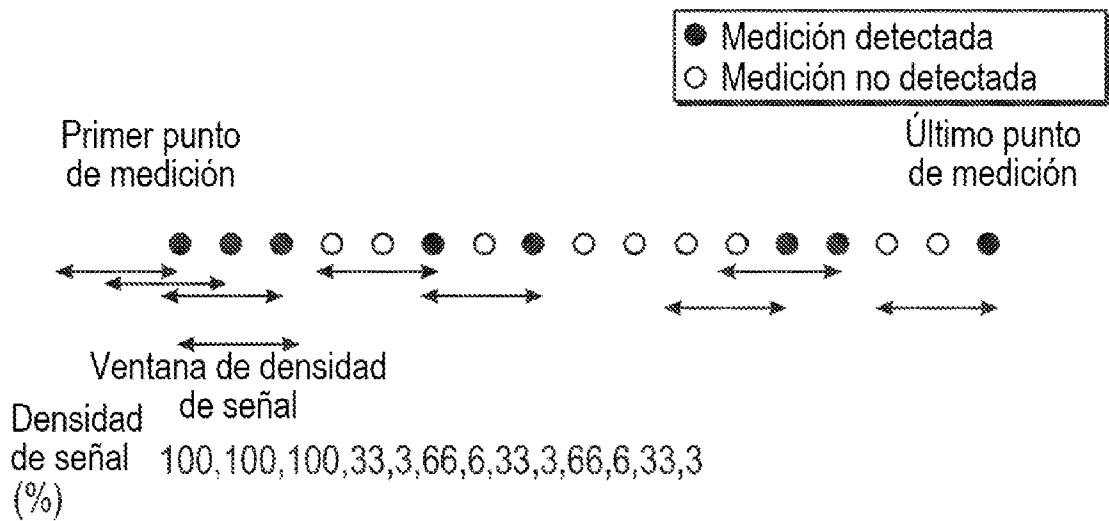 Medición detectada
Medición no detectada
Primer punto
de medición
Último punto
de medición
Ventana de densidad
de señal
Densidad
de señal
(%)
100,100,100,33,3,66,6,33,3,66,6,33,3